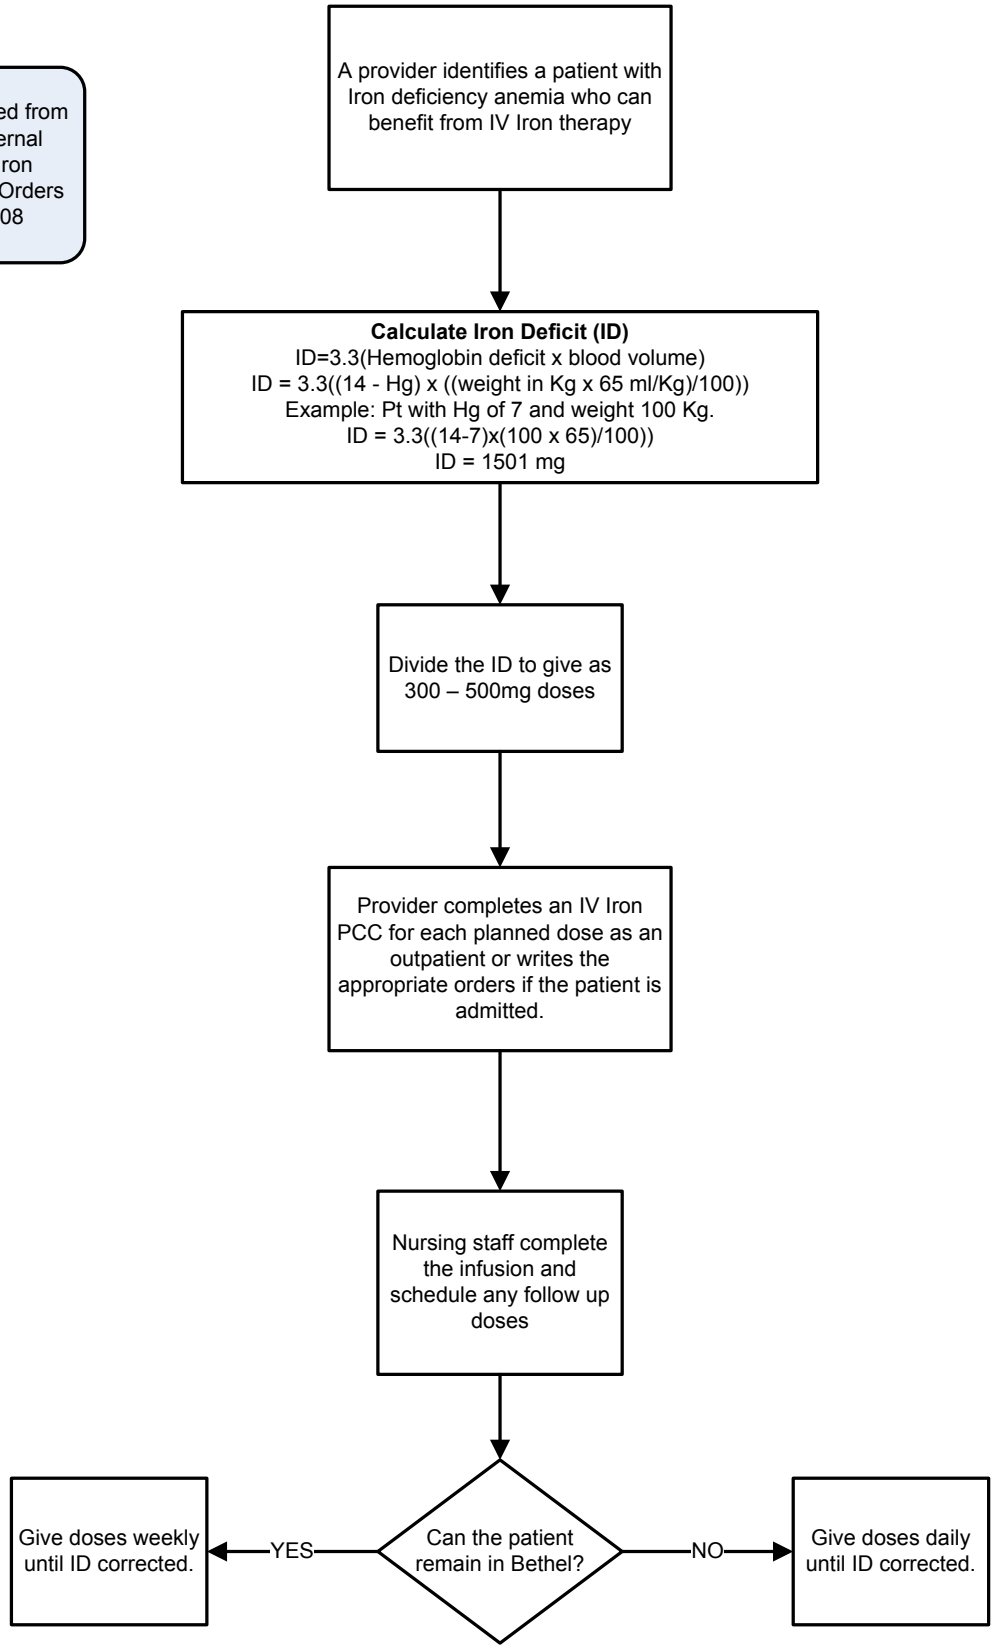 ed from
ernal
ron
Orders
08
A provider identifies a patient with
Iron deficiency anemia who can
benefit from IV Iron therapy
Calculate Iron Deficit (ID)
ID=3.3(Hemoglobin deficit x blood volume)
ID = 3.3((14 - Hg) x ((weight in Kg x 65 ml/Kg)/100))
Example: Pt with Hg of 7 and weight 100 Kg.
ID = 3.3((14-7)x(100 x 65)/100))
ID = 1501 mg
Divide the ID to give as
300 – 500mg doses
Provider completes an IV Iron
PCC for each planned dose as an
outpatient or writes the
appropriate orders if the patient is
admitted.
Nursing staff complete
the infusion and
schedule any follow up
doses
Can the patient
remain in Bethel?
YES
NO
Give doses weekly
until ID corrected.
Give doses daily
until ID corrected.